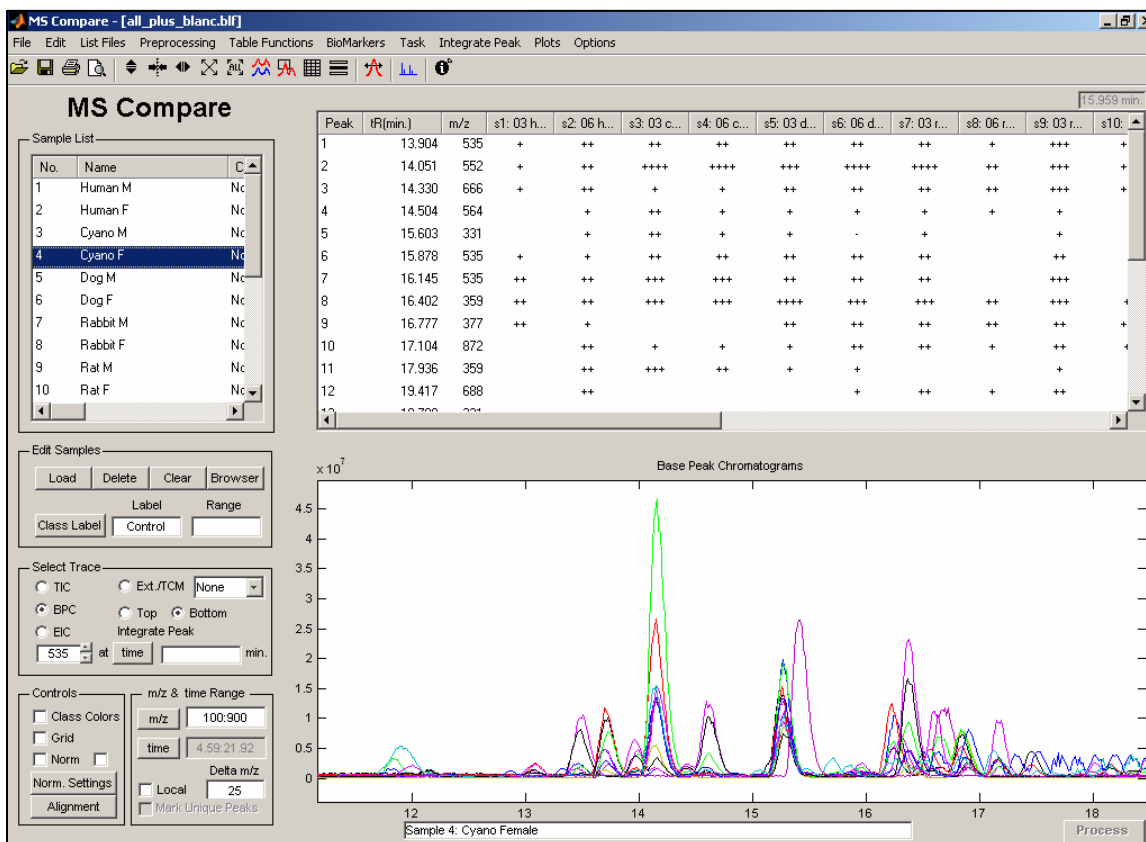 MS Compare - [all_plus_blanc.blf]
File Edit List Files Preprocessing Table Functions BioMarkers Task Integrate Peak Plots Options
MS Compare
15.959 min.
Sample List
No. Name C
1 Human M Nc
2 Human F Nc
3 Cyano M Nc
4 Cyano F Nc
5 Dog M Nc
6 Dog F Nc
7 Rabbit M Nc
8 Rabbit F Nc
9 Rat M Nc
10 Rat F Nc
Peak tR(min.) m/z s1: 03 h... s2: 06 h... s3: 03 c... s4: 06 c... s5: 03 d... s6: 06 d... s7: 03 r... s8: 06 r... s9: 03 r... s10:
1 13.904 535 + ++ ++ ++ ++ ++ ++ + +++ +
2 14.051 552 + ++ ++++ ++++ +++ ++++ ++++ ++ +++ +
3 14.330 666 + ++ + + ++ ++ ++ ++ +++ +
4 14.504 564 + ++ + + + + + +
5 15.603 331 + ++ + + - + +
6 15.878 535 + + ++ ++ ++ ++ ++ ++
7 16.145 535 ++ ++ +++ +++ ++ ++ ++ +++
8 16.402 359 ++ ++ +++ +++ ++++ +++ +++ ++ +++ +
9 16.777 377 ++ + ++ ++ ++ ++ ++ +
10 17.104 872 ++ + + + ++ ++ + ++ +
11 17.936 359 ++ +++ ++ + + +
12 19.417 688 ++ + ++ + ++
Edit Samples
Load Delete Clear Browser
Label Range
Class Label Control
Select Trace
TIC Ext./TCM None
BPC Top Bottom
EIC Integrate Peak
535 at time min.
Controls
Class Colors
Grid
Norm
Norm. Settings
Alignment
m/z & time Range
m/z 100:900
time 4.59:21.92
Delta m/z
Local 25
Mark Unique Peaks
x 10^7
Base Peak Chromatograms
4.5
4
3.5
3
2.5
2
1.5
1
0.5
0
12 13 14 15 16 17 18
Sample 4: Cyano Female
Process